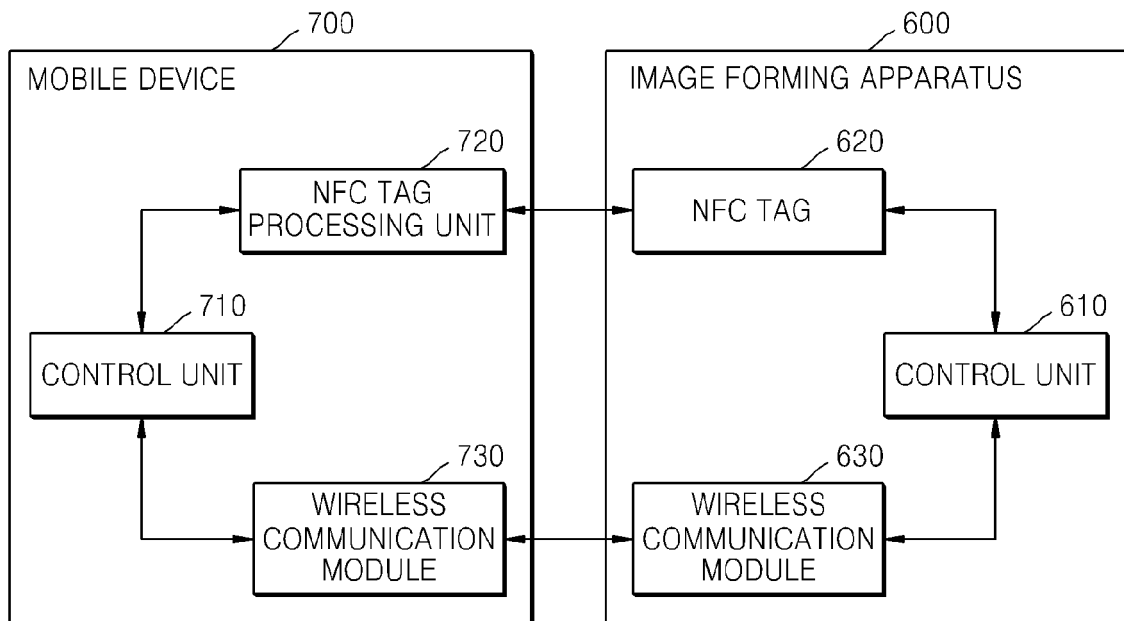 700
600
MOBILE DEVICE
IMAGE FORMING APPARATUS
720
620
NFC TAG
PROCESSING UNIT
NFC TAG
710
610
CONTROL UNIT
CONTROL UNIT
730
630
WIRELESS
COMMUNICATION
MODULE
WIRELESS
COMMUNICATION
MODULE